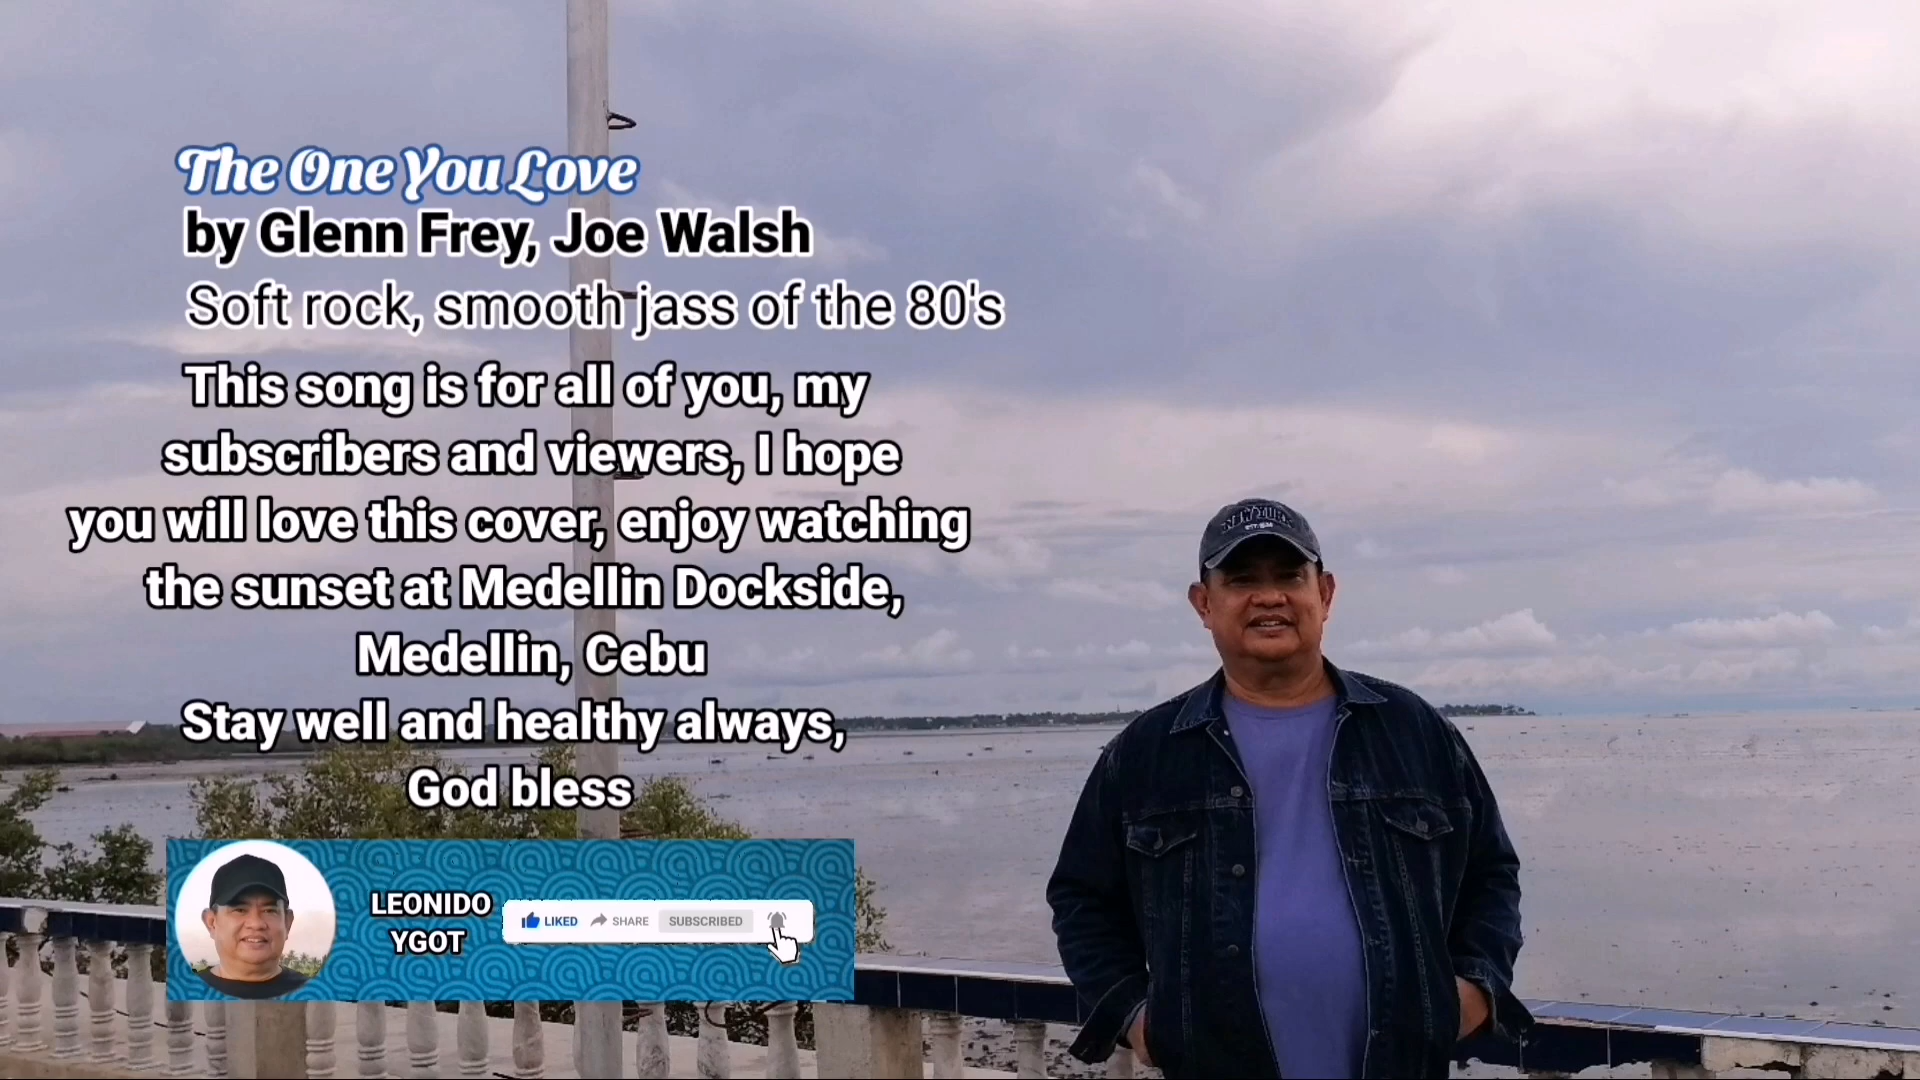 The One You Love
by Glenn Frey, Joe Walsh
Soft rock, smooth jass of the 80's
This song is for all of you, my
subscribers and viewers, I hope
you will love this cover, enjoy watching
the sunset at Medellin Dockside,
Medellin, Cebu
Stay well and healthy always,
God bless
LEONIDO
YGOT
LIKED SHARE SUBSCRIBED
NEW YORK